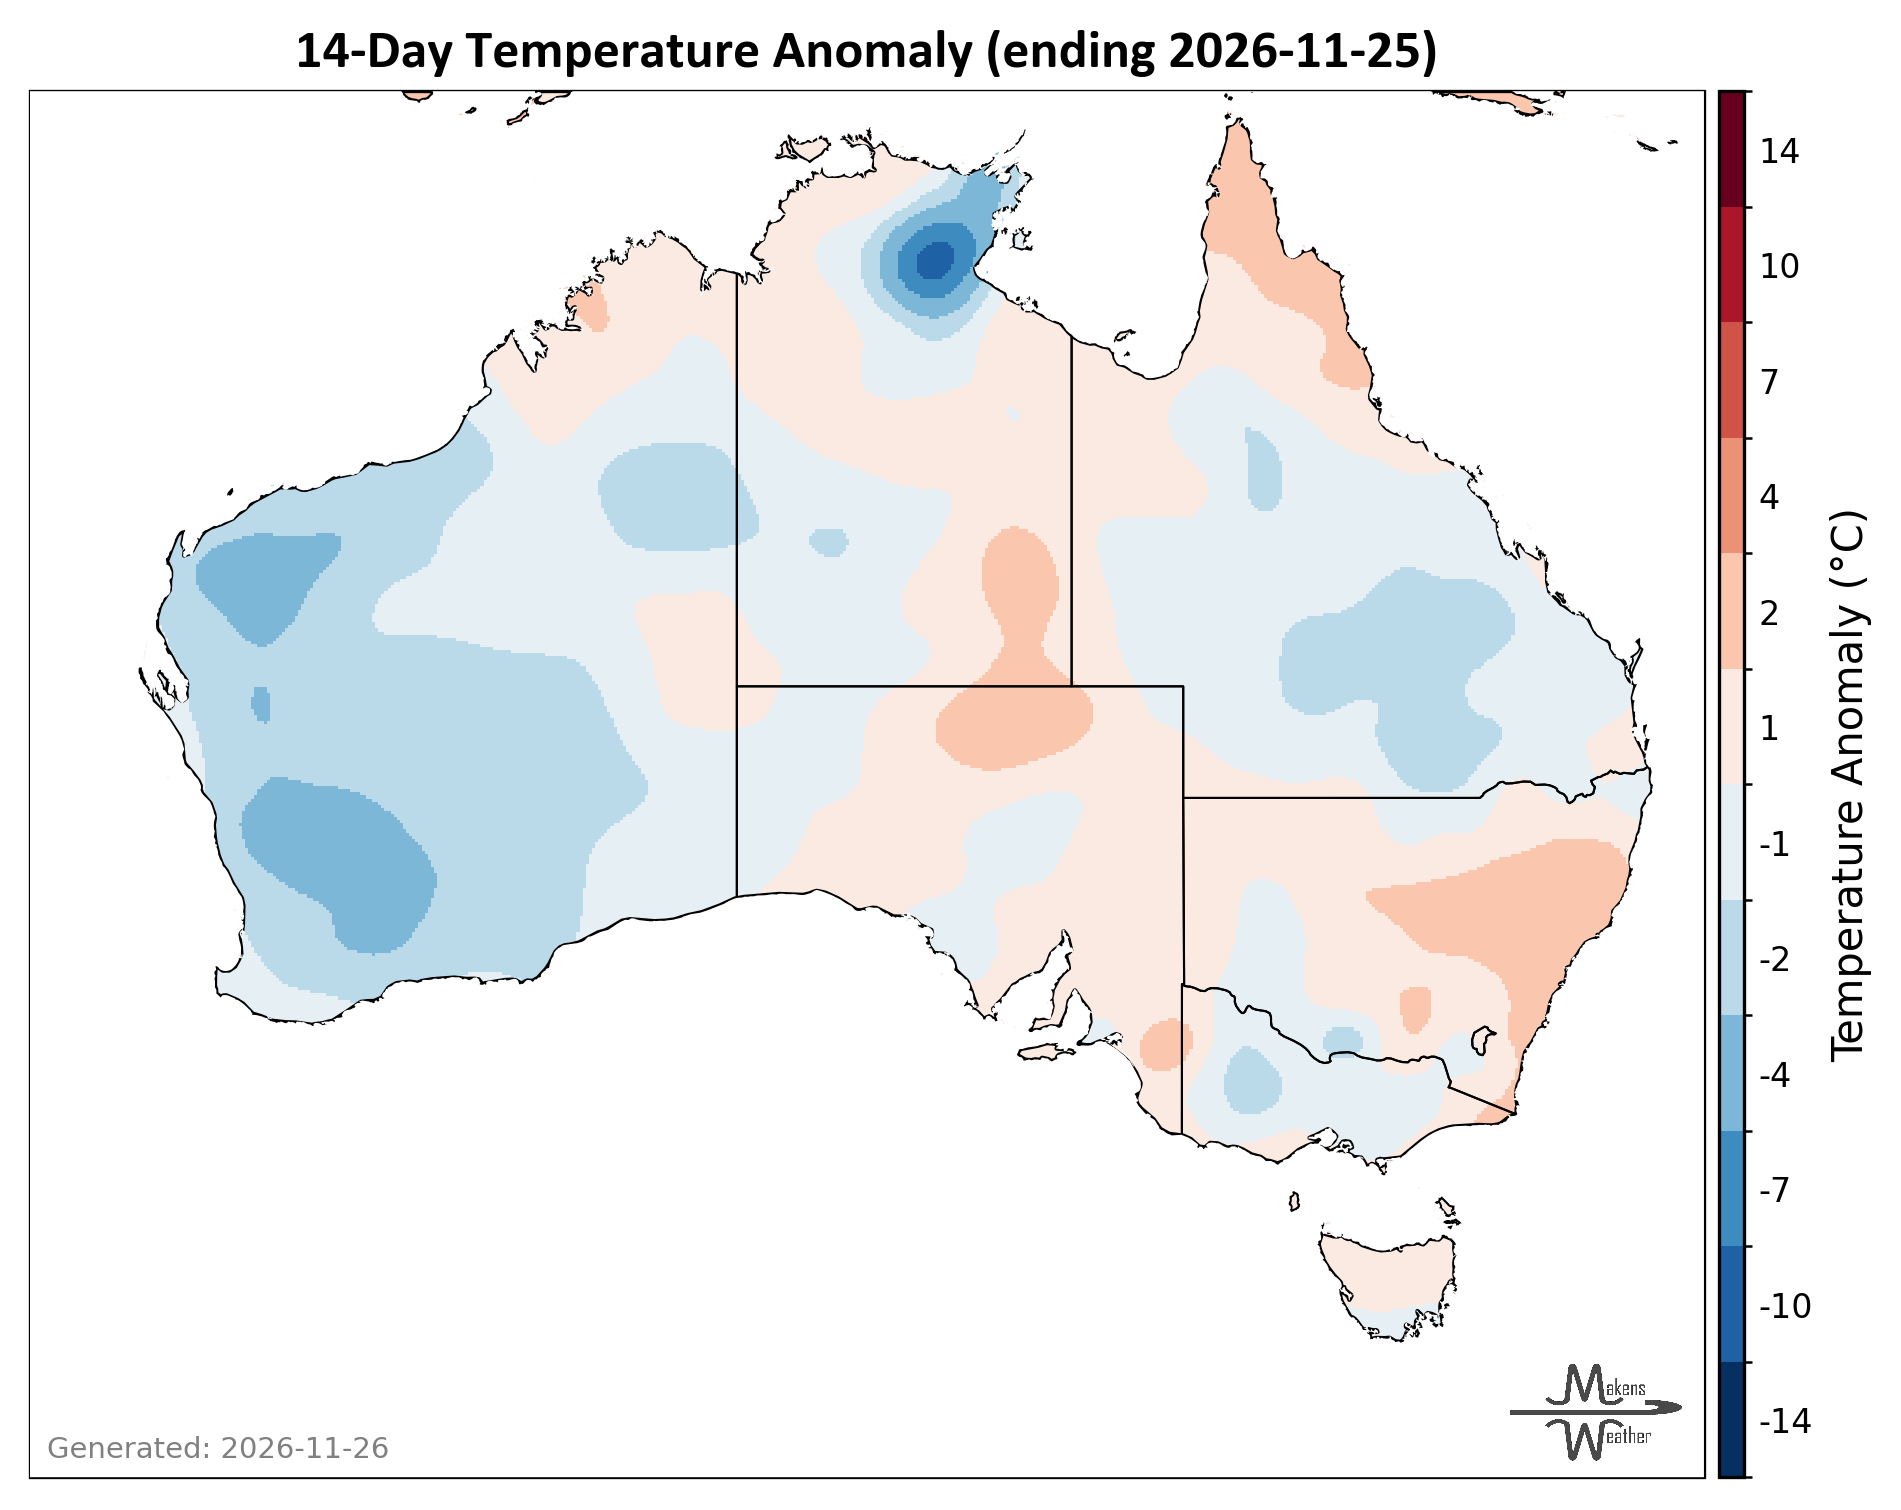 14-Day Temperature Anomaly (ending 2026-11-25)
14
10
7
4
2
1
-1
-2
-4
-7
-10
-14
Temperature Anomaly (°C)
Makens
Weather
Generated: 2026-11-26